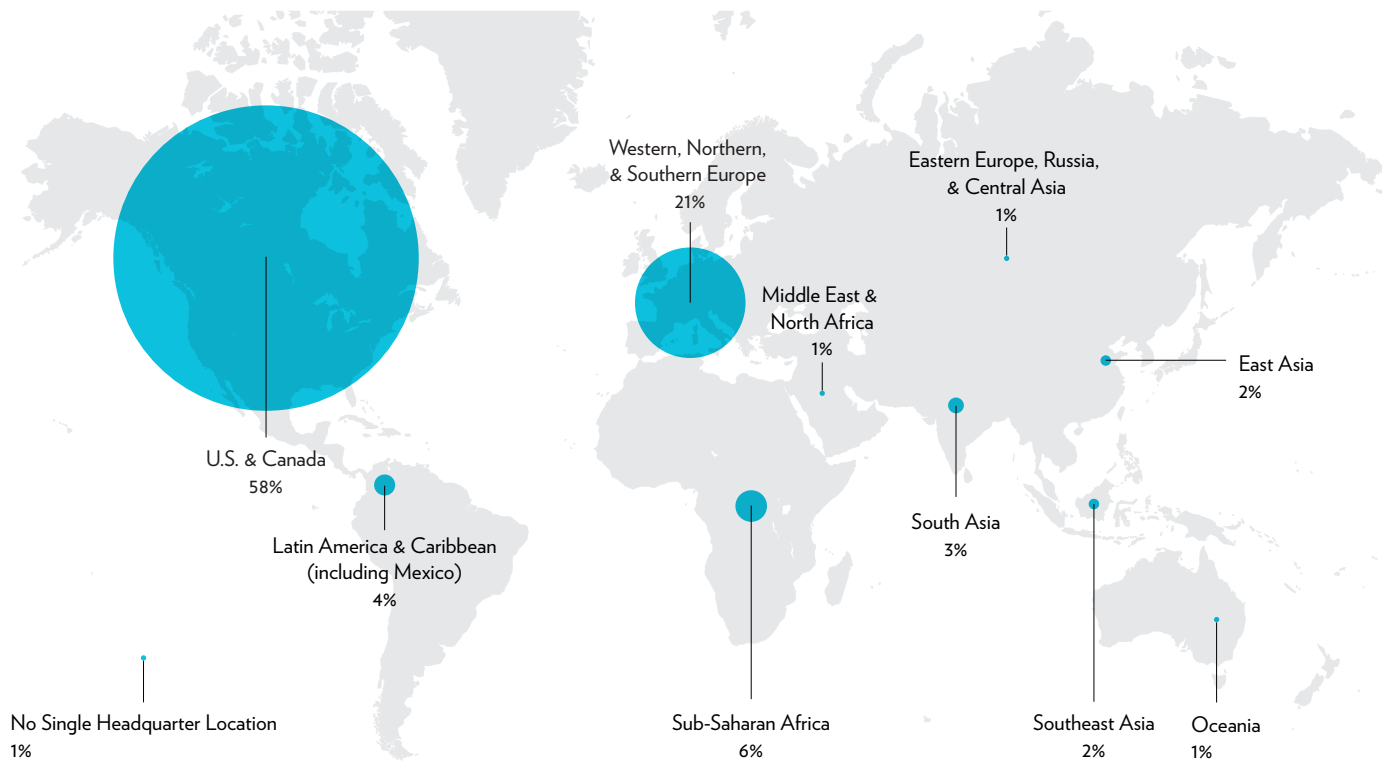 Western, Northern,
& Southern Europe
21%
Eastern Europe, Russia,
& Central Asia
1%
Middle East &
North Africa
1%
East Asia
2%
U.S. & Canada
58%
Latin America & Caribbean
(including Mexico)
4%
South Asia
3%
No Single Headquarter Location
1%
Sub-Saharan Africa
6%
Southeast Asia
2%
Oceania
1%